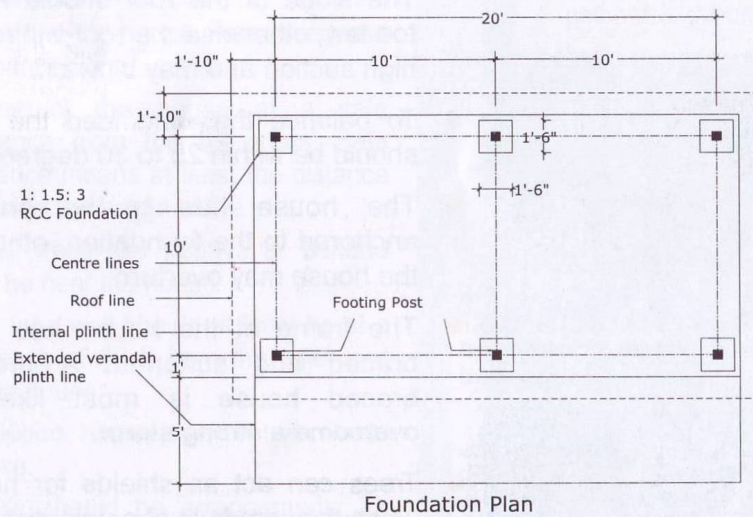 20'
1'-10"
10'
10'
1'-10"
1'-6"
1'-6"
1: 1.5: 3
RCC Foundation
10'
Centre lines
Roof line
Footing Post
Internal plinth line
Extended verandah
plinth line
1'
5'
Foundation Plan